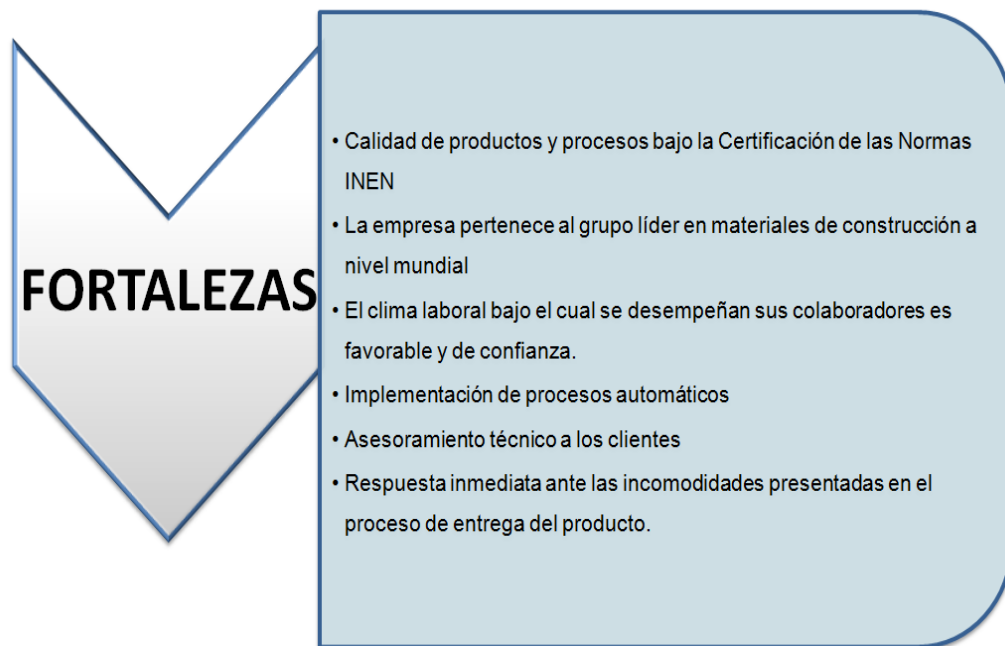 FORTALEZAS
• Calidad de productos y procesos bajo la Certificación de las Normas
INEN
• La empresa pertenece al grupo líder en materiales de construcción a
nivel mundial
• El clima laboral bajo el cual se desempeñan sus colaboradores es
favorable y de confianza.
• Implementación de procesos automáticos
• Asesoramiento técnico a los clientes
• Respuesta inmediata ante las incomodidades presentadas en el
proceso de entrega del producto.